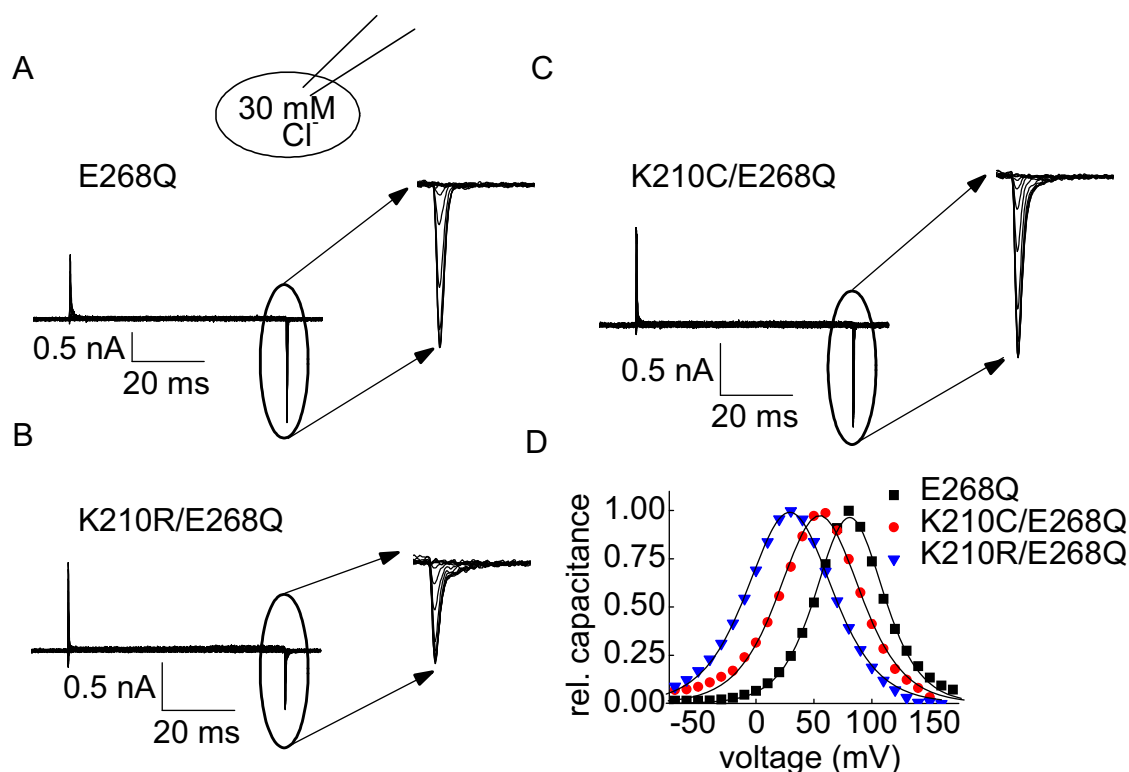 A
30 mM
Cl-
E268Q
0.5 nA
20 ms
B
K210R/E268Q
0.5 nA
20 ms
C
K210C/E268Q
0.5 nA
20 ms
D
E268Q
K210C/E268Q
K210R/E268Q
rel. capacitance
1.00
0.75
0.50
0.25
0.00
-50 0 50 100 150
voltage (mV)